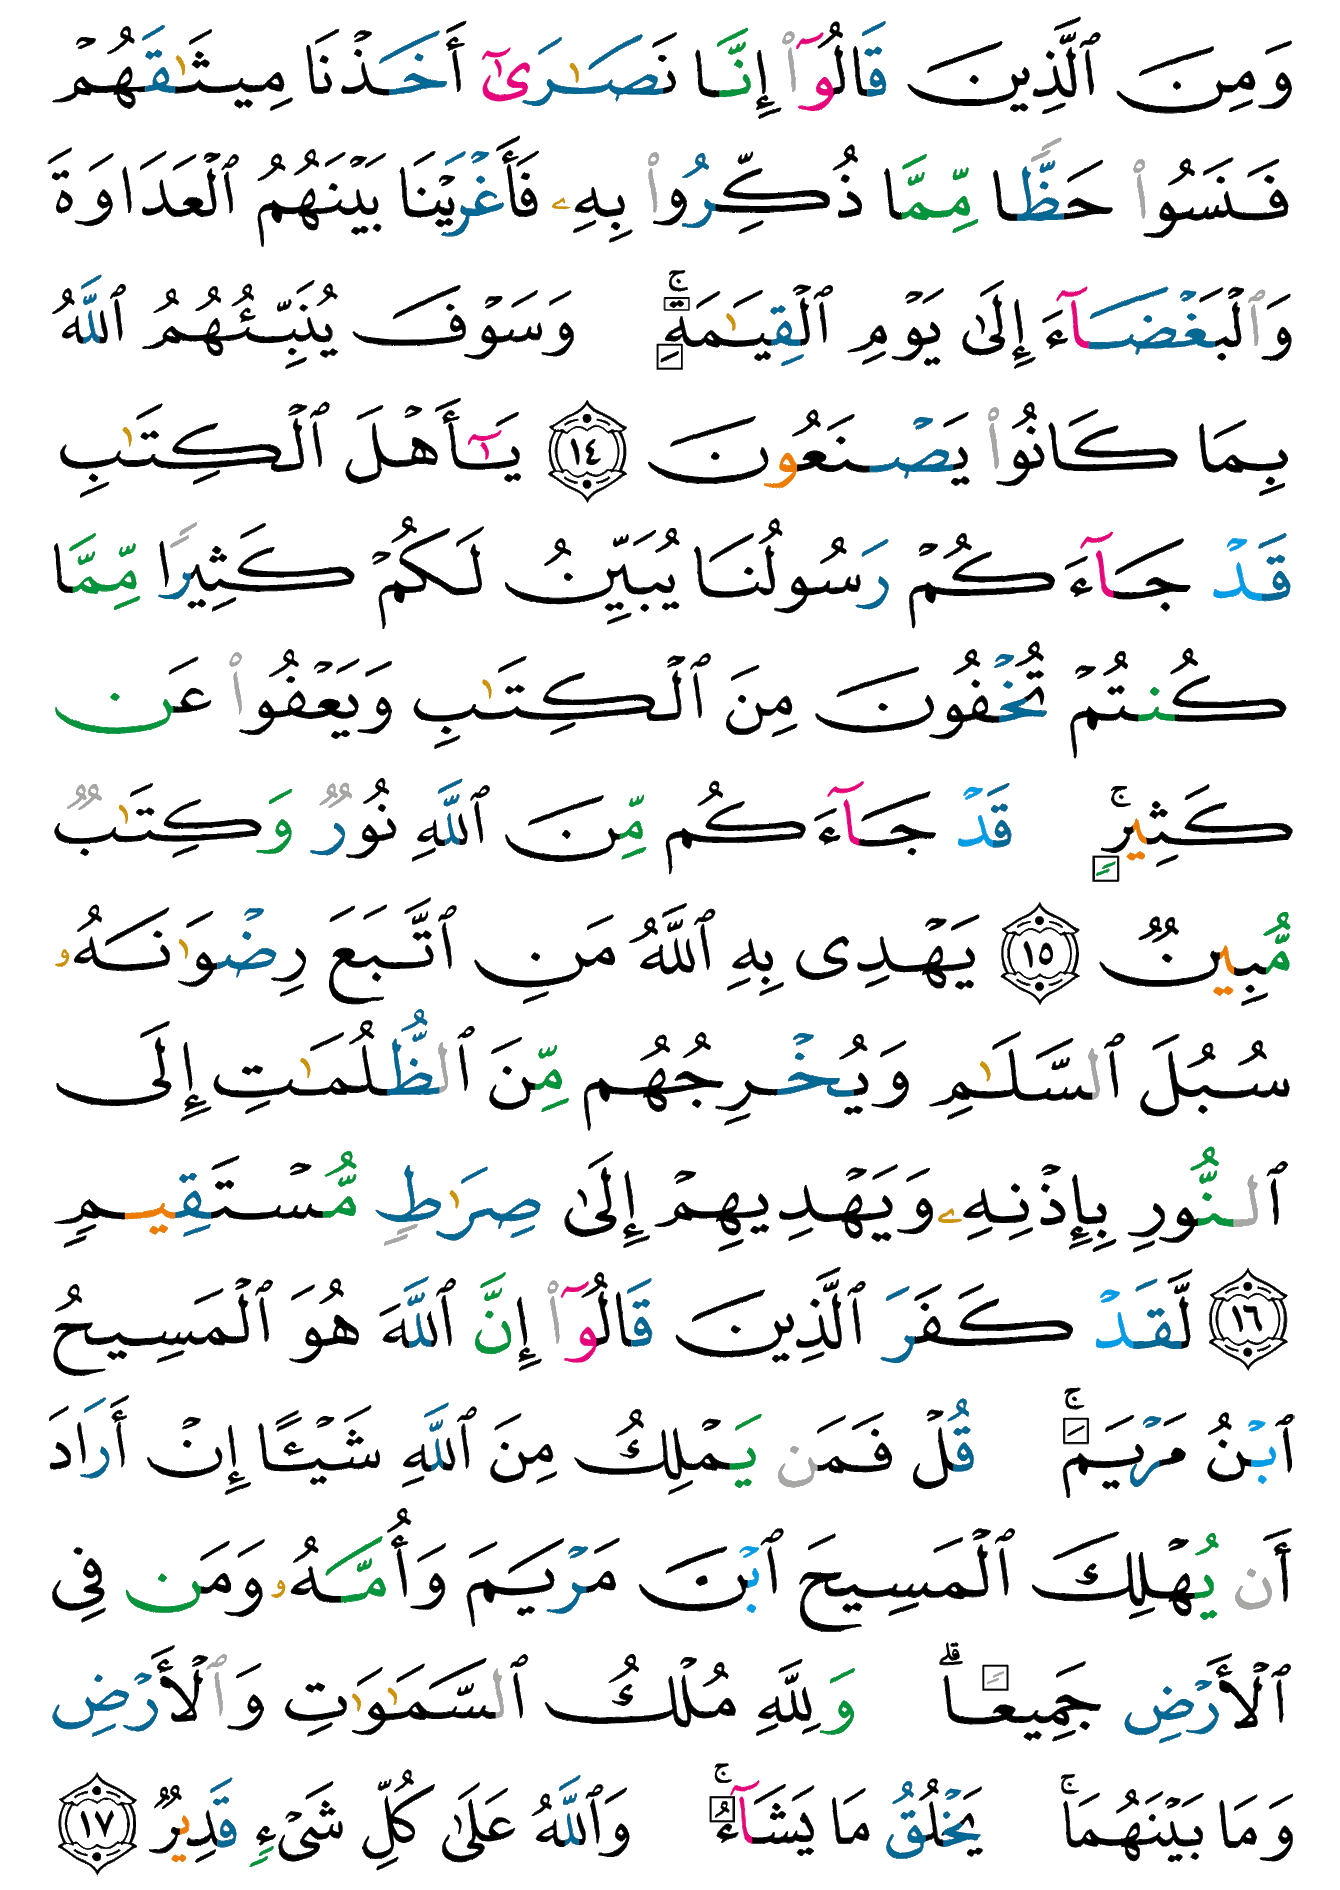 وَمِنَ ٱلَّذِينَ قَالُوٓا۟ إِنَّا نَصَـٰرَىٰٓ أَخَذْنَا مِيثَـٰقَهُمْ
فَنَسُوا۟ حَظًّا مِّمَّا ذُكِّرُوا۟ بِهِۦ فَأَغْرَيْنَا بَيْنَهُمُ ٱلْعَدَاوَةَ
وَٱلْبَغْضَآءَ إِلَىٰ يَوْمِ ٱلْقِيَـٰمَةِ ۚ وَسَوْفَ يُنَبِّئُهُمُ ٱللَّهُ
بِمَا كَانُوا۟ يَصْنَعُونَ ١٤ يَـٰٓأَهْلَ ٱلْكِتَـٰبِ
قَدْ جَآءَكُمْ رَسُولُنَا يُبَيِّنُ لَكُمْ كَثِيرًا مِّمَّا
كُنتُمْ تُخْفُونَ مِنَ ٱلْكِتَـٰبِ وَيَعْفُوا۟ عَن
كَثِيرٍ ۚ قَدْ جَآءَكُم مِّنَ ٱللَّهِ نُورٌ وَكِتَـٰبٌ
مُّبِينٌ ١٥ يَهْدِى بِهِ ٱللَّهُ مَنِ ٱتَّبَعَ رِضْوَٰنَهُۥ
سُبُلَ ٱلسَّلَـٰمِ وَيُخْرِجُهُم مِّنَ ٱلظُّلُمَـٰتِ إِلَى
ٱلنُّورِ بِإِذْنِهِۦ وَيَهْدِيهِمْ إِلَىٰ صِرَٰطٍ مُّسْتَقِيمٍ
١٦ لَّقَدْ كَفَرَ ٱلَّذِينَ قَالُوٓا۟ إِنَّ ٱللَّهَ هُوَ ٱلْمَسِيحُ
ٱبْنُ مَرْيَمَ ۚ قُلْ فَمَن يَمْلِكُ مِنَ ٱللَّهِ شَيْـًٔا إِنْ أَرَادَ
أَن يُهْلِكَ ٱلْمَسِيحَ ٱبْنَ مَرْيَمَ وَأُمَّهُۥ وَمَن فِى
ٱلْأَرْضِ جَمِيعًا ۗ وَلِلَّهِ مُلْكُ ٱلسَّمَـٰوَٰتِ وَٱلْأَرْضِ
وَمَا بَيْنَهُمَا ۚ يَخْلُقُ مَا يَشَآءُ ۚ وَٱللَّهُ عَلَىٰ كُلِّ شَىْءٍ قَدِيرٌ ١٧